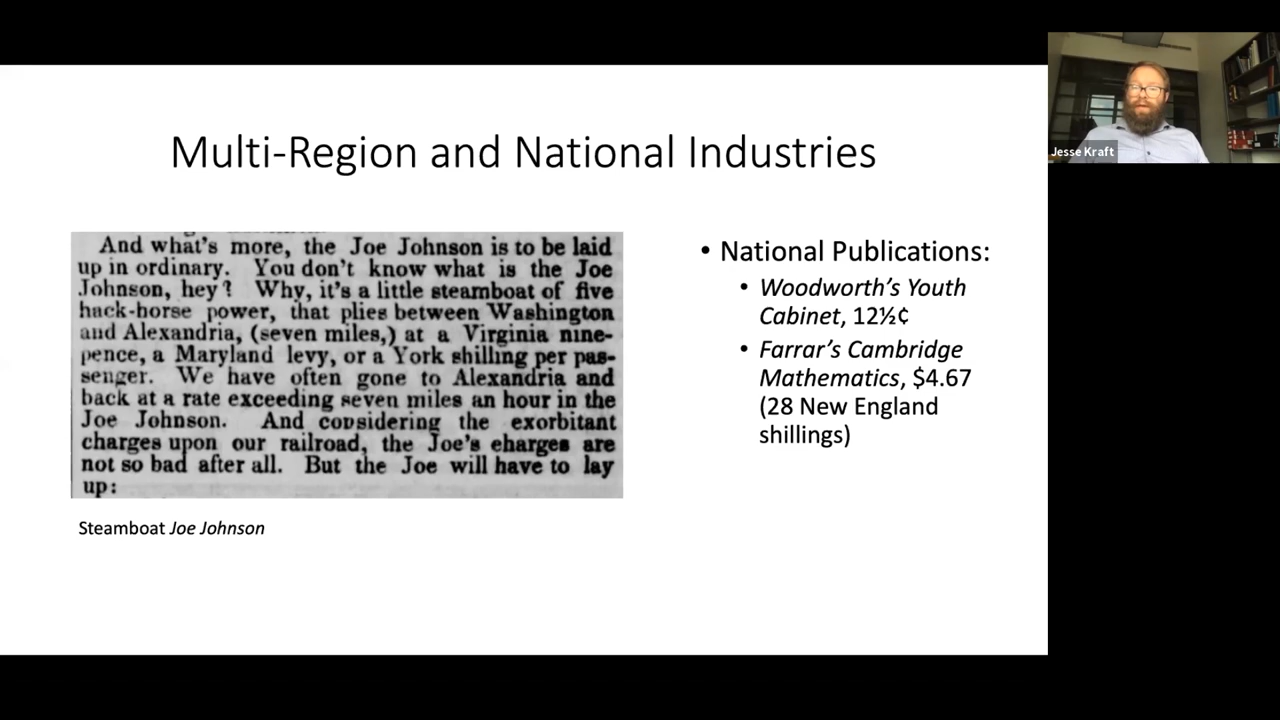 Multi-Region and National Industries
And what's more, the Joe Johnson is to be laid
up in ordinary. You don't know what is the Joe
Johnson, hey? Why, it's a little steamboat of five
hack-horse power, that plies between Washington
and Alexandria, (seven miles,) at a Virginia nine-
pence, a Maryland levy, or a York shilling per pas-
senger. We have often gone to Alexandria and
back at a rate exceeding seven miles an hour in the
Joe Johnson. And considering the exorbitant
charges upon our railroad, the Joe's eharges are
not so bad after all. But the Joe will have to lay
up:
Steamboat Joe Johnson
• National Publications:
• Woodworth's Youth
Cabinet, 12½¢
• Farrar's Cambridge
Mathematics, $4.67
(28 New England
shillings)
Jesse Kraft